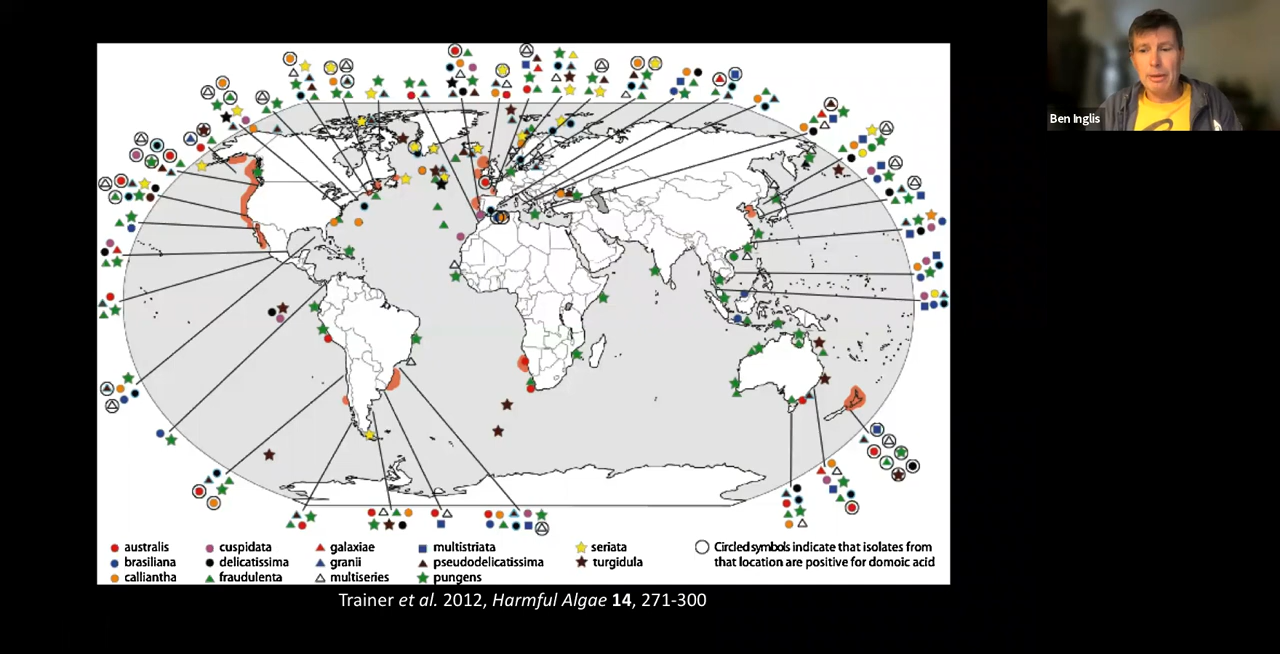 Ben Inglis
australis cuspidata galaxiae multistriata seriata Circled symbols indicate that isolates from
brasiliana delicatissima granii pseudodelicatissima turgidula that location are positive for domoic acid
calliantha fraudulenta multiseries pungens
Trainer et al. 2012, Harmful Algae 14, 271-300